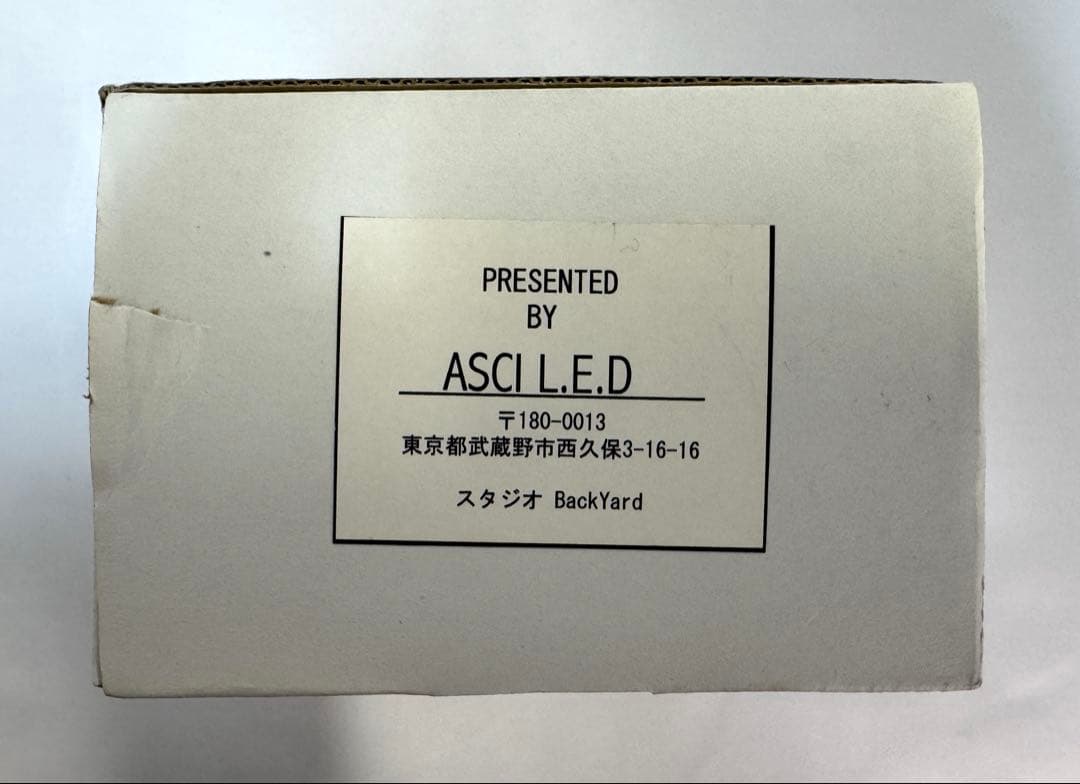 PRESENTED
BY
ASCI L.E.D
〒180-0013
東京都武蔵野市西久保3-16-16
スタジオ BackYard